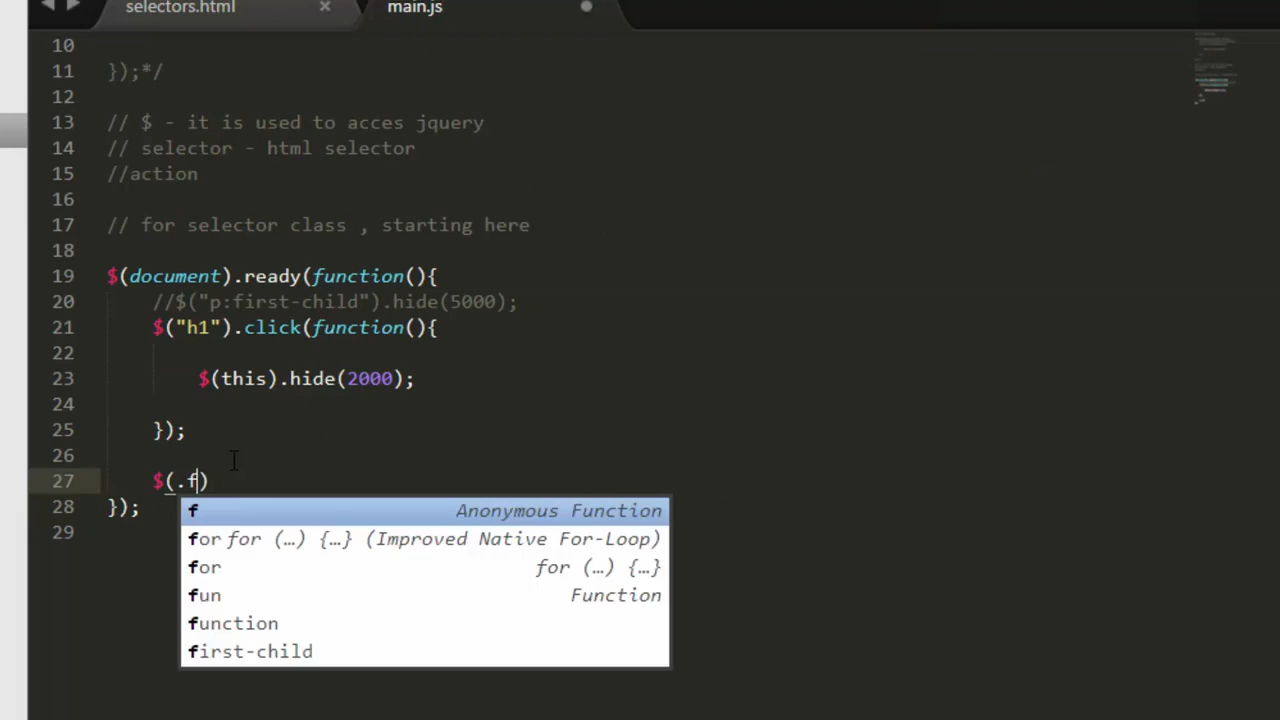 selectors.html × main.js
10
11 });*/
12
13 // $ - it is used to acces jquery
14 // selector - html selector
15 //action
16
17 // for selector class , starting here
18
19 $(document).ready(function(){
20 //$("p:first-child").hide(5000);
21 $("h1").click(function(){
22
23 $(this).hide(2000);
24
25 });
26
27 $(.f)
28 });
29
f Anonymous Function
for for (…) {…} (Improved Native For-Loop)
for for (…) {…}
fun Function
function
first-child